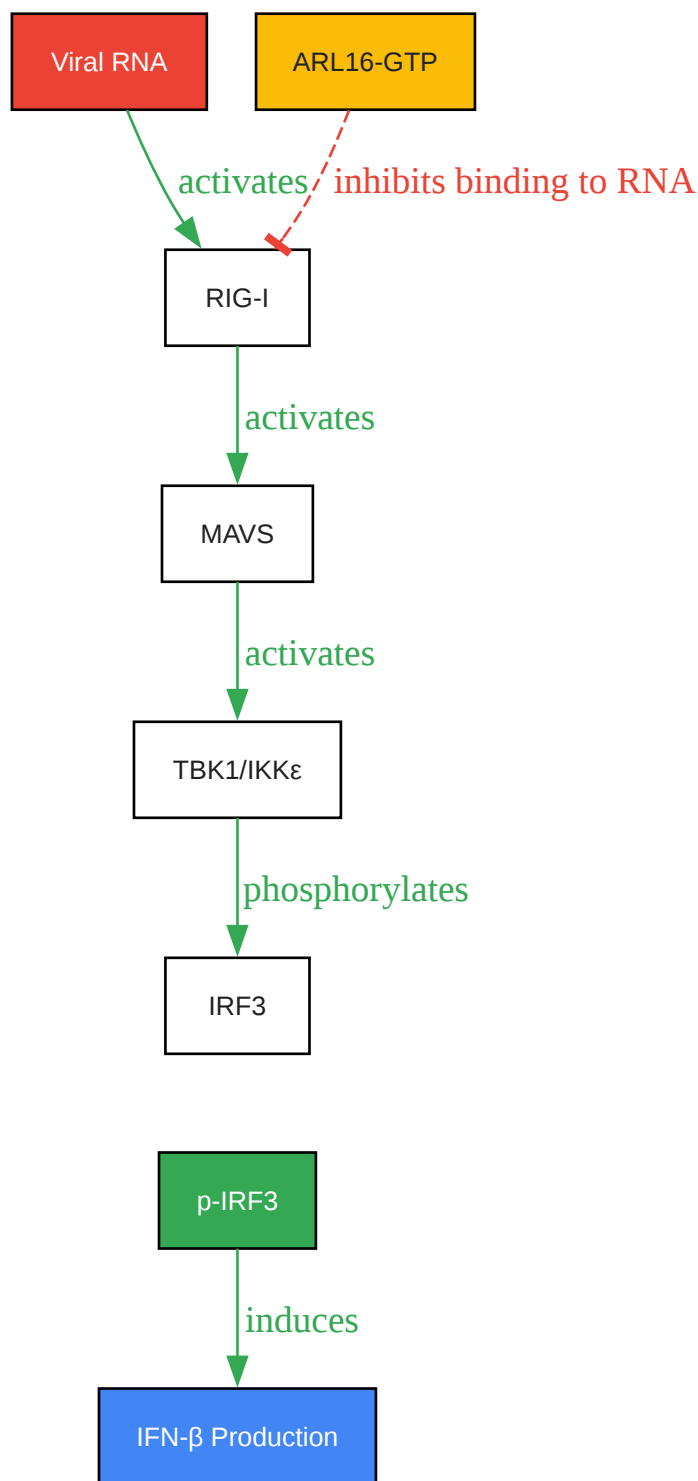 Viral RNA
ARL16-GTP
activates
inhibits binding to RNA
RIG-I
activates
MAVS
activates
TBK1/IKKε
phosphorylates
IRF3
p-IRF3
induces
IFN-β Production